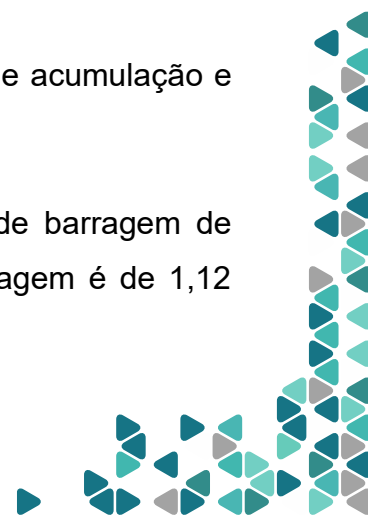 e acumulação e
de barragem de
agem é de 1,12